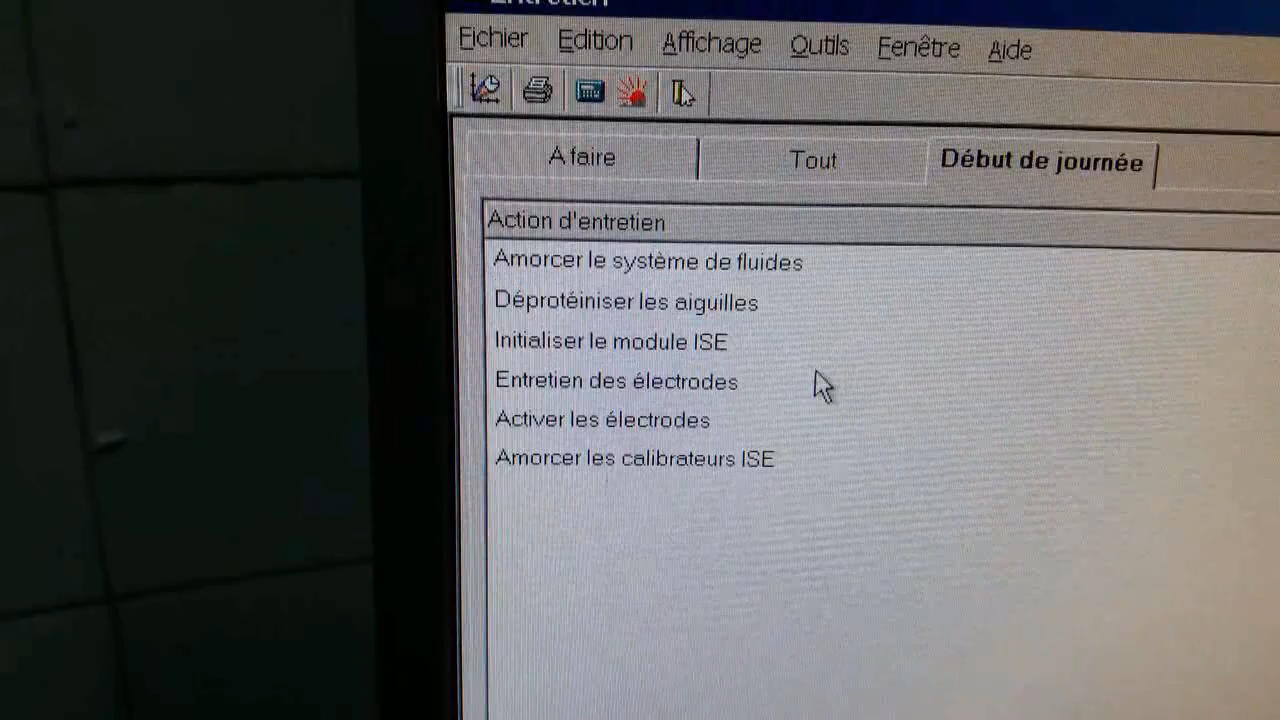 Entretien
Fichier Edition Affichage Outils Fenêtre Aide
A faire Tout Début de journée
Action d'entretien
Amorcer le système de fluides
Déprotéiniser les aiguilles
Initialiser le module ISE
Entretien des électrodes
Activer les électrodes
Amorcer les calibrateurs ISE